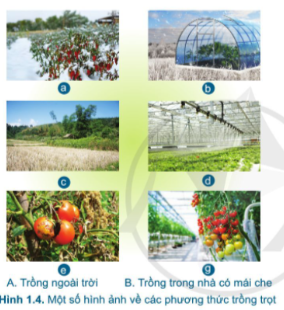 a
b
c
d
e
g
A. Trồng ngoài trời B. Trồng trong nhà có mái che
Hình 1.4. Một số hình ảnh về các phương thức trồng trọt